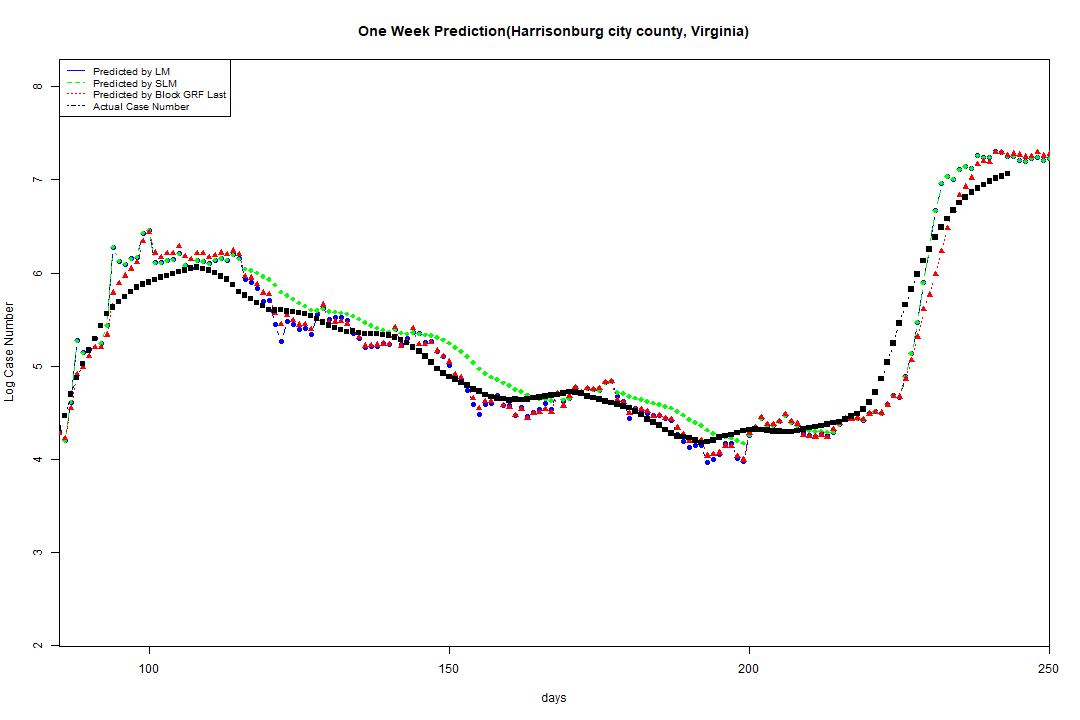 One Week Prediction(Harrisonburg city county, Virginia)
Predicted by LM
Predicted by SLM
Predicted by Block GRF Last
Actual Case Number
8
7
6
5
4
3
2
Log Case Number
100
150
200
250
days